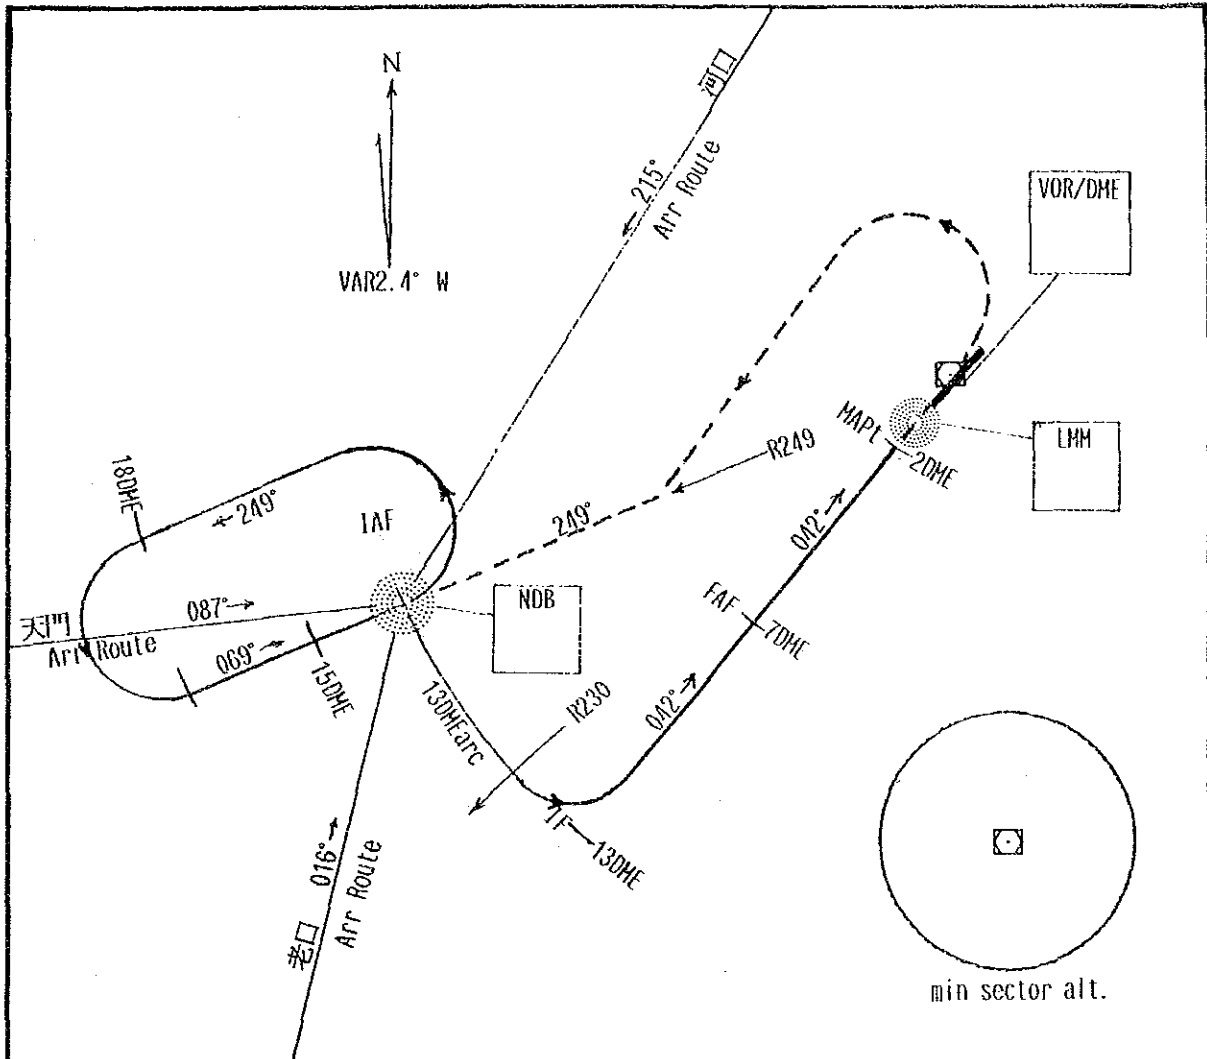 N
VAR2.4° W
河口
← 215°
Arr Route
VOR/DME
MAPt
2DME
LMM
R249
18DME
← 249°
IAF
249°
042° →
天门
087° →
Arr Route
069° →
15DME
NDB
FAF
7DME
13DMEarc
R230
042° →
IF
13DME
016° →
Arr Route
老口
min sector alt.